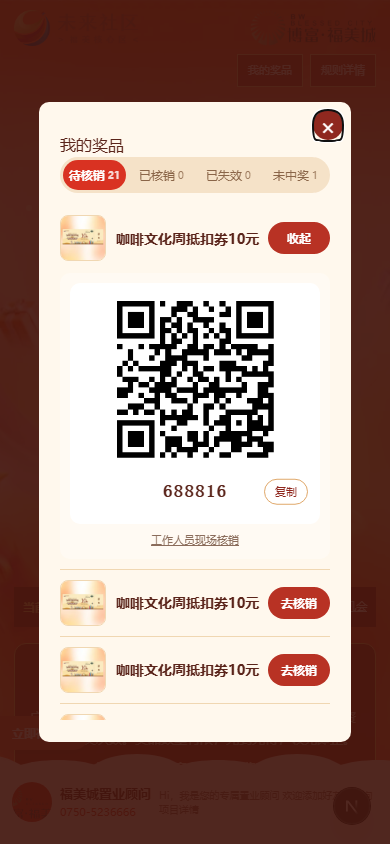 我的奖品
规则详情
我的奖品
待核销 21
已核销 0
已失效 0
未中奖 1
咖啡文化周抵扣券10元
收起
688816
复制
工作人员现场核销
咖啡文化周抵扣券10元
去核销
咖啡文化周抵扣券10元
去核销
福美城置业顾问
0750-5236666